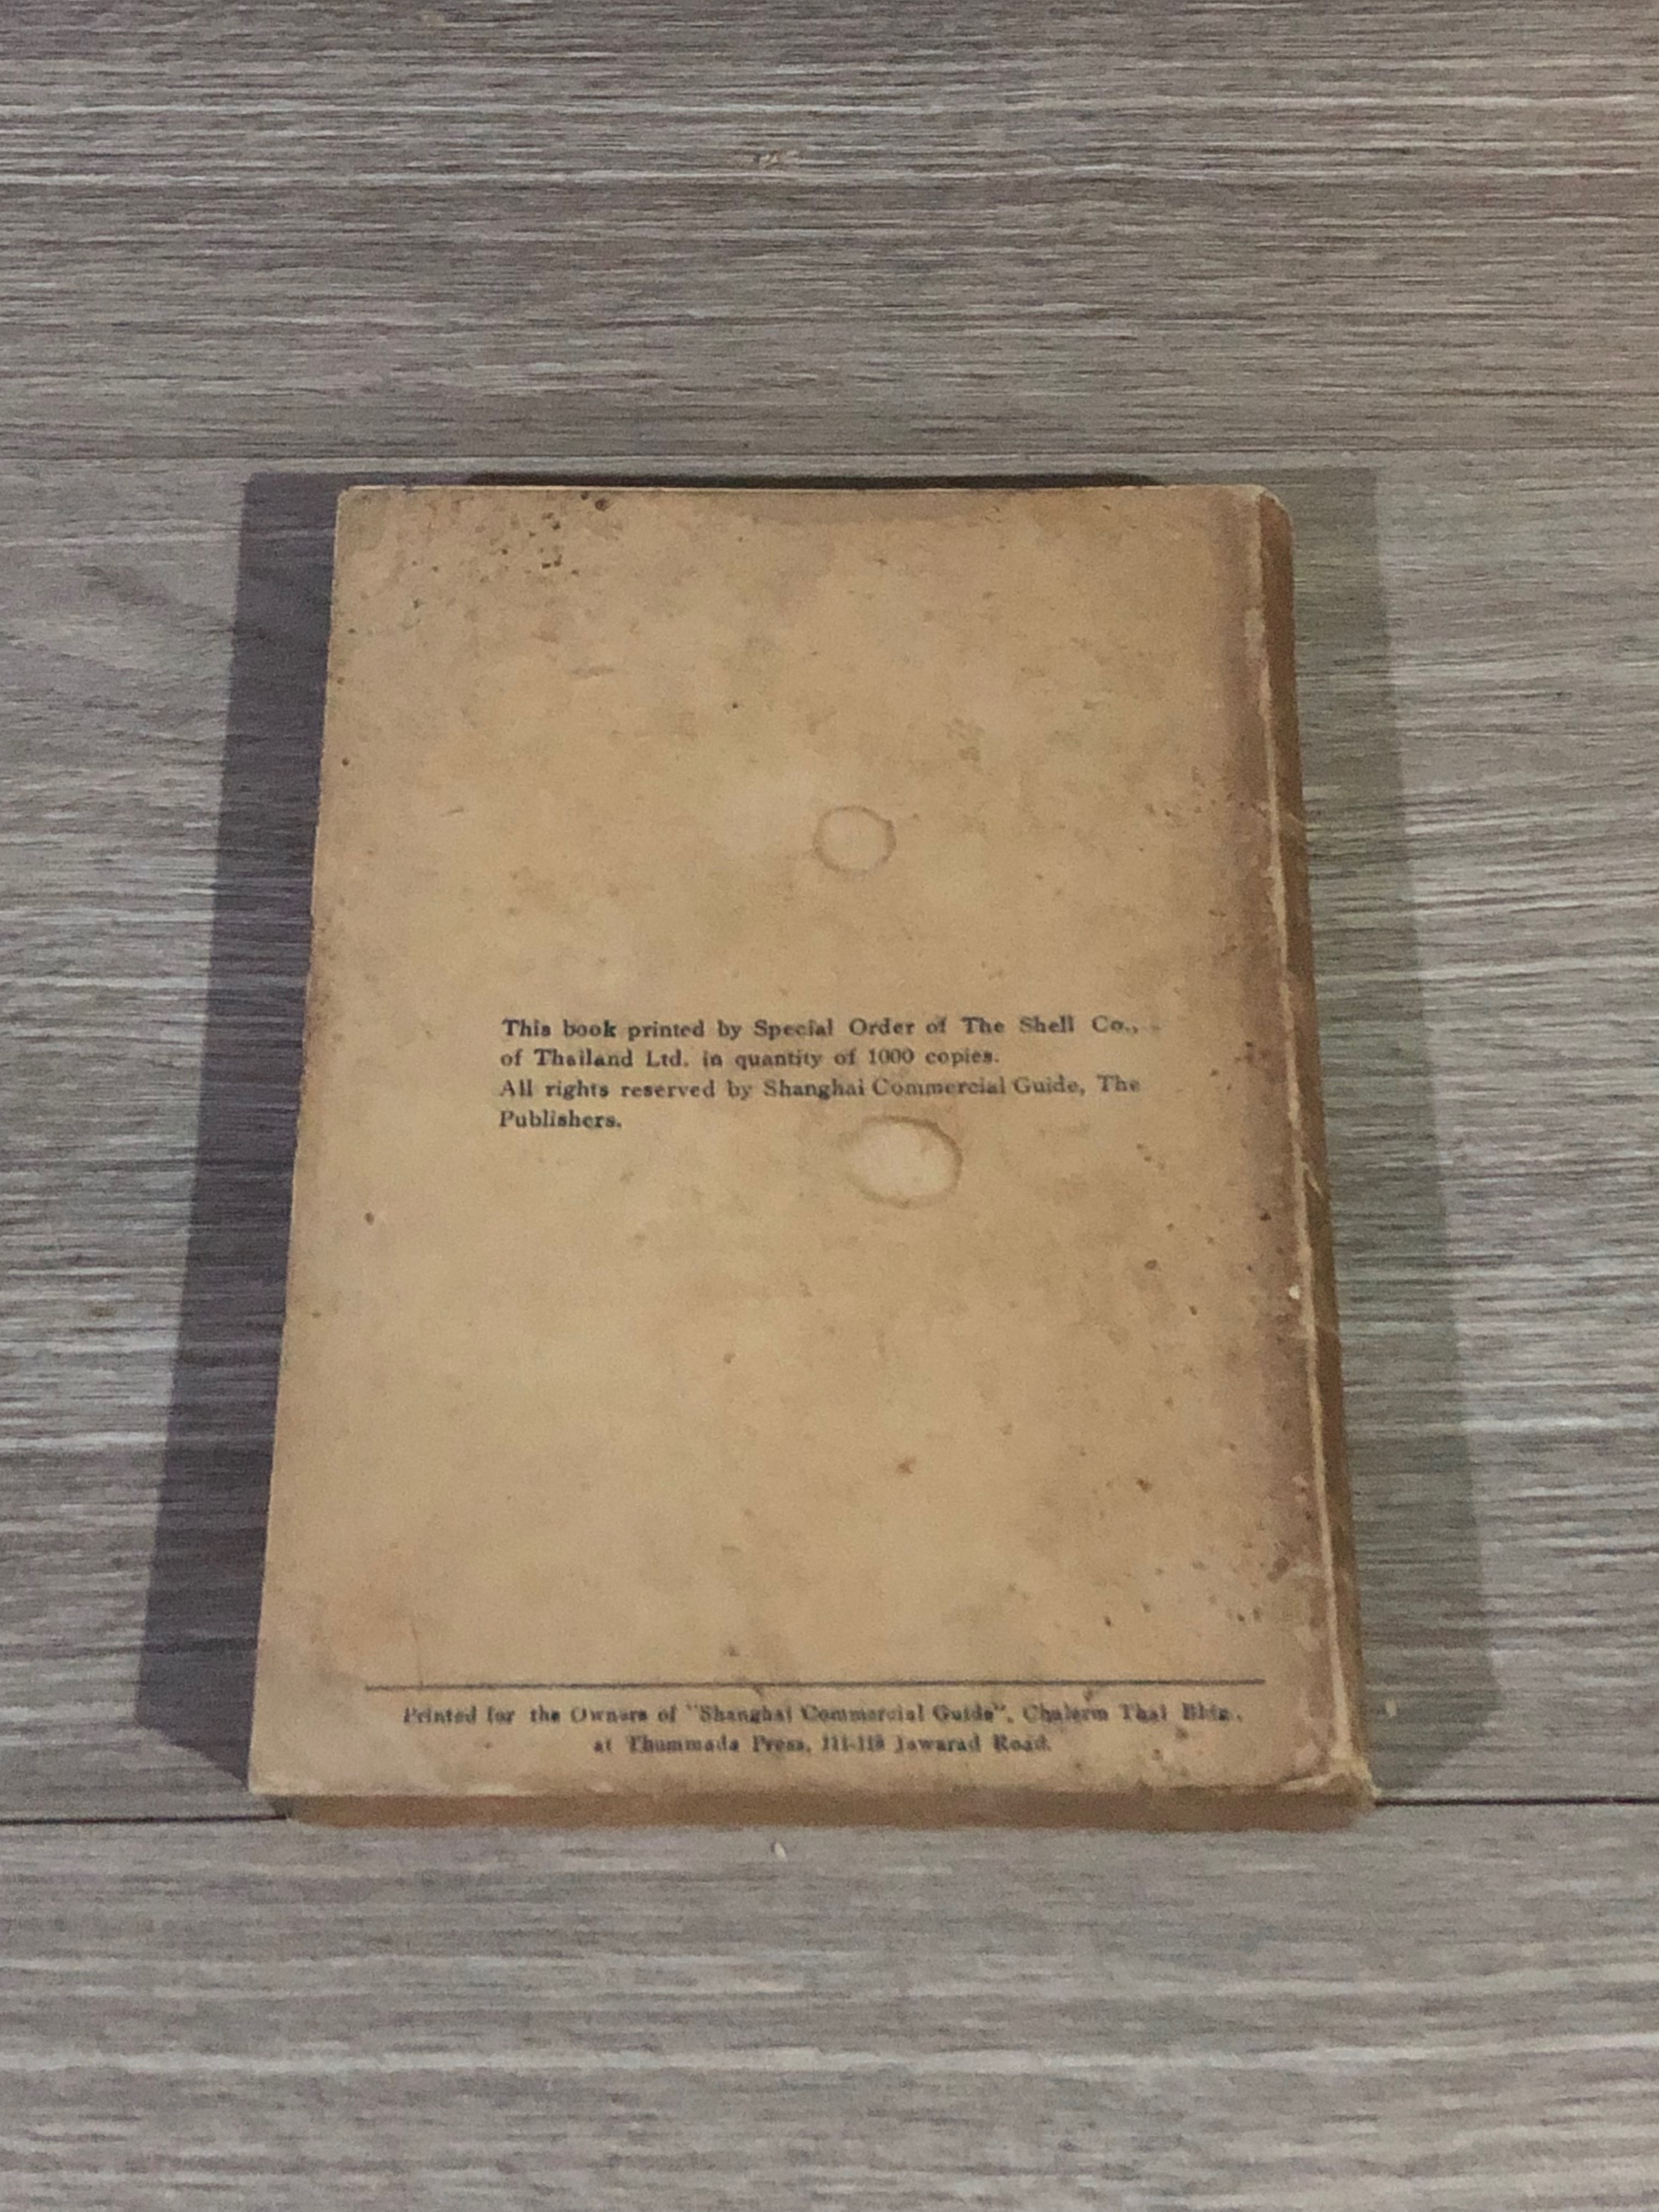 This book printed by Special Order of The Shell Co.,
of Thailand Ltd. in quantity of 1000 copies.
All rights reserved by Shanghai Commercial Guide, The
Publishers.
Printed for the Owners of "Shanghai Commercial Guide", Chalerm Thai Bldg.,
at Thummada Press, Jawarad Road.